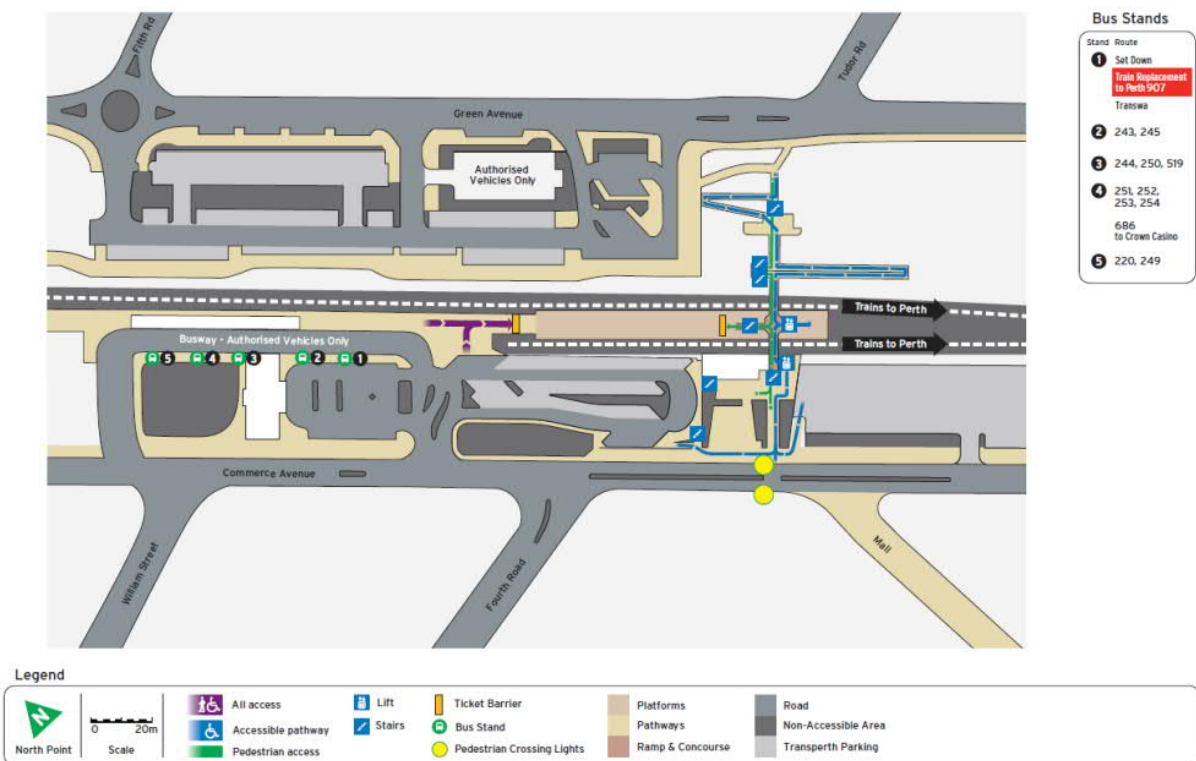 Fifth Rd
Tudor Rd
Green Avenue
Authorised
Vehicles Only
Trains to Perth
Trains to Perth
Busway - Authorised Vehicles Only
5
4
3
2
1
Commerce Avenue
William Street
Fourth Road
Mall
Bus Stands
Stand Route
1 Set Down
Train Replacement
to Perth 907
Transwa
2 243, 245
3 244, 250, 519
4 251, 252,
253, 254
686
to Crown Casino
5 220, 249
Legend
N
North Point
0 20m
Scale
All access
Accessible pathway
Pedestrian access
Lift
Stairs
Ticket Barrier
Bus Stand
Pedestrian Crossing Lights
Platforms
Pathways
Ramp & Concourse
Road
Non-Accessible Area
Transperth Parking